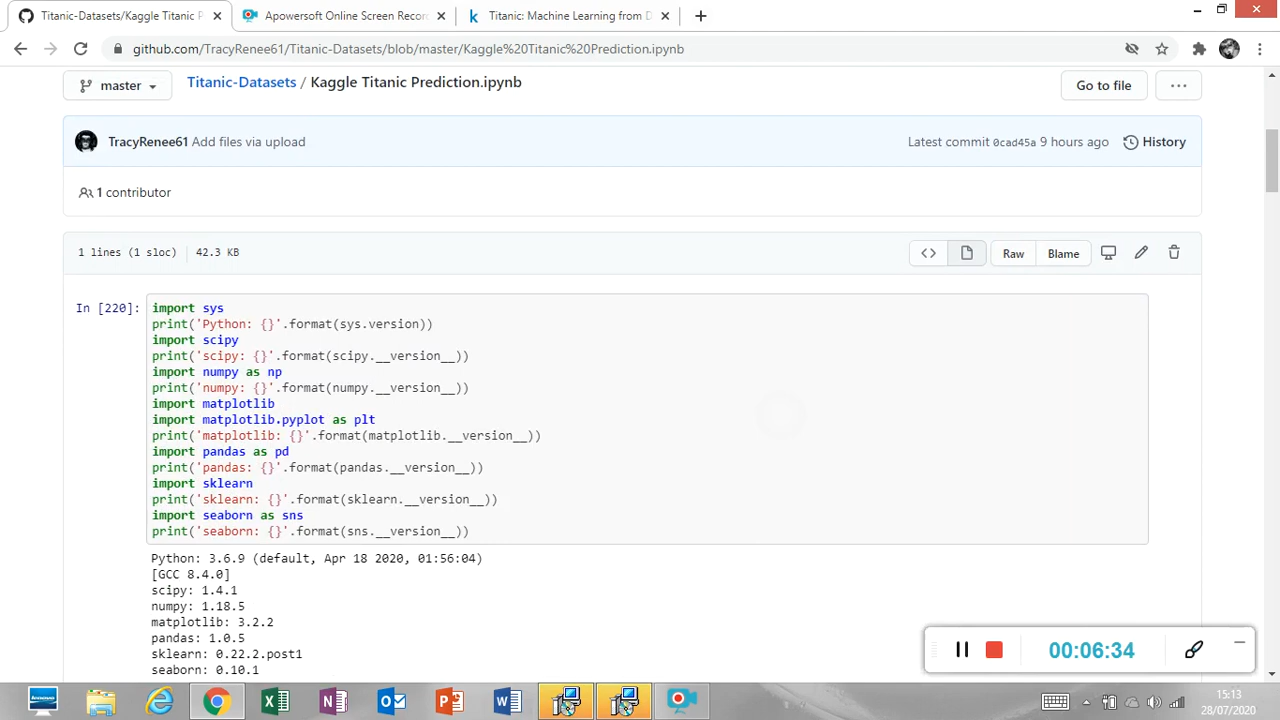 Titanic-Datasets/Kaggle Titanic P
Apowersoft Online Screen Record
Titanic: Machine Learning from D
github.com/TracyRenee61/Titanic-Datasets/blob/master/Kaggle%20Titanic%20Prediction.ipynb
master
Titanic-Datasets / Kaggle Titanic Prediction.ipynb
Go to file
...
TracyRenee61 Add files via upload
Latest commit 0cad45a 9 hours ago
History
1 contributor
1 lines (1 sloc)
42.3 KB
<>
Raw
Blame
In [220]:
import sys
print('Python: {}'.format(sys.version))
import scipy
print('scipy: {}'.format(scipy.__version__))
import numpy as np
print('numpy: {}'.format(numpy.__version__))
import matplotlib
import matplotlib.pyplot as plt
print('matplotlib: {}'.format(matplotlib.__version__))
import pandas as pd
print('pandas: {}'.format(pandas.__version__))
import sklearn
print('sklearn: {}'.format(sklearn.__version__))
import seaborn as sns
print('seaborn: {}'.format(sns.__version__))
Python: 3.6.9 (default, Apr 18 2020, 01:56:04)
[GCC 8.4.0]
scipy: 1.4.1
numpy: 1.18.5
matplotlib: 3.2.2
pandas: 1.0.5
sklearn: 0.22.2.post1
seaborn: 0.10.1
00:06:34
15:13
28/07/2020